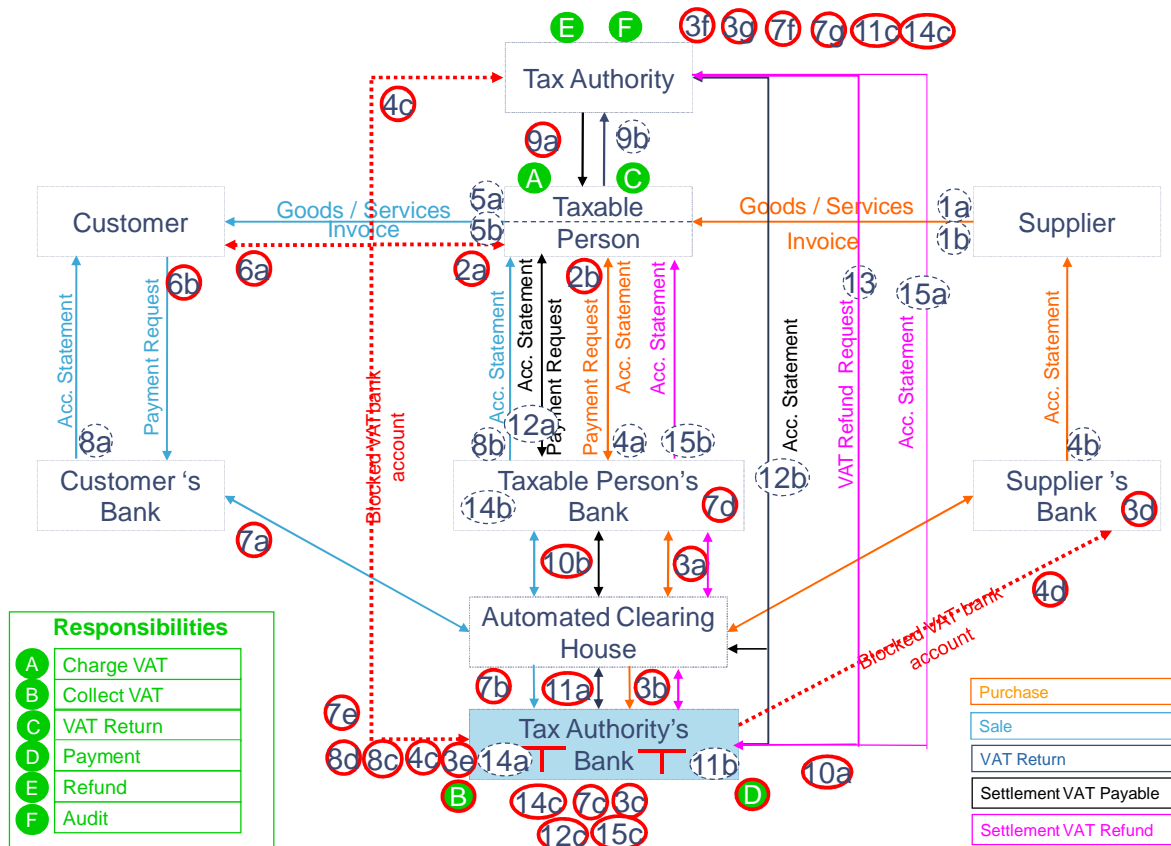 E F 3f 3g 7f 7g 11c 14c
Tax Authority
4c
9a 9b
A C
Customer
Goods / Services
Invoice
5a
5b
Taxable
Person
Goods / Services
Invoice
1a
1b
Supplier
6b 6a 2a 2b 13 15a
Acc. Statement
Payment Request
Blocked VAT bank
account
Acc. Statement
Acc. Statement
Payment Request
Payment Request
Acc. Statement
Acc. Statement
Acc. Statement
VAT Refund Request
Acc. Statement
Acc. Statement
8a 8b 12a 4a 15b 12b 4b
Customer ‘s
Bank
Taxable Person's
Bank
14b 7d
Supplier ’s
Bank
3d
7a 10b 3a 4d
Automated Clearing
House
Blocked VAT bank
account
7b 11a 3b
7e
8d 8c 4c 3e 14a
Tax Authority's
Bank
11b 10a
B D
14c 7c 3c
12c 15c
Responsibilities
A Charge VAT
B Collect VAT
C VAT Return
D Payment
E Refund
F Audit
Purchase
Sale
VAT Return
Settlement VAT Payable
Settlement VAT Refund